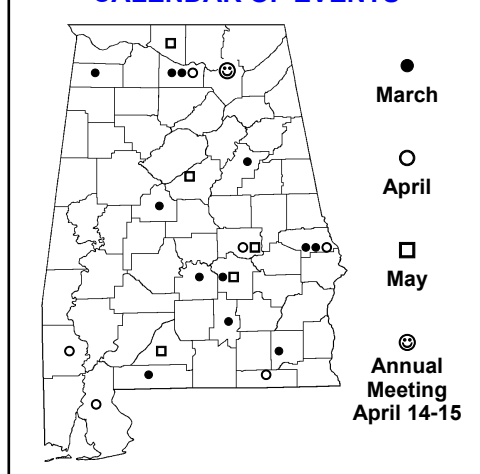 CALENDAR OF EVENTS
March
April
May
Annual
Meeting
April 14-15